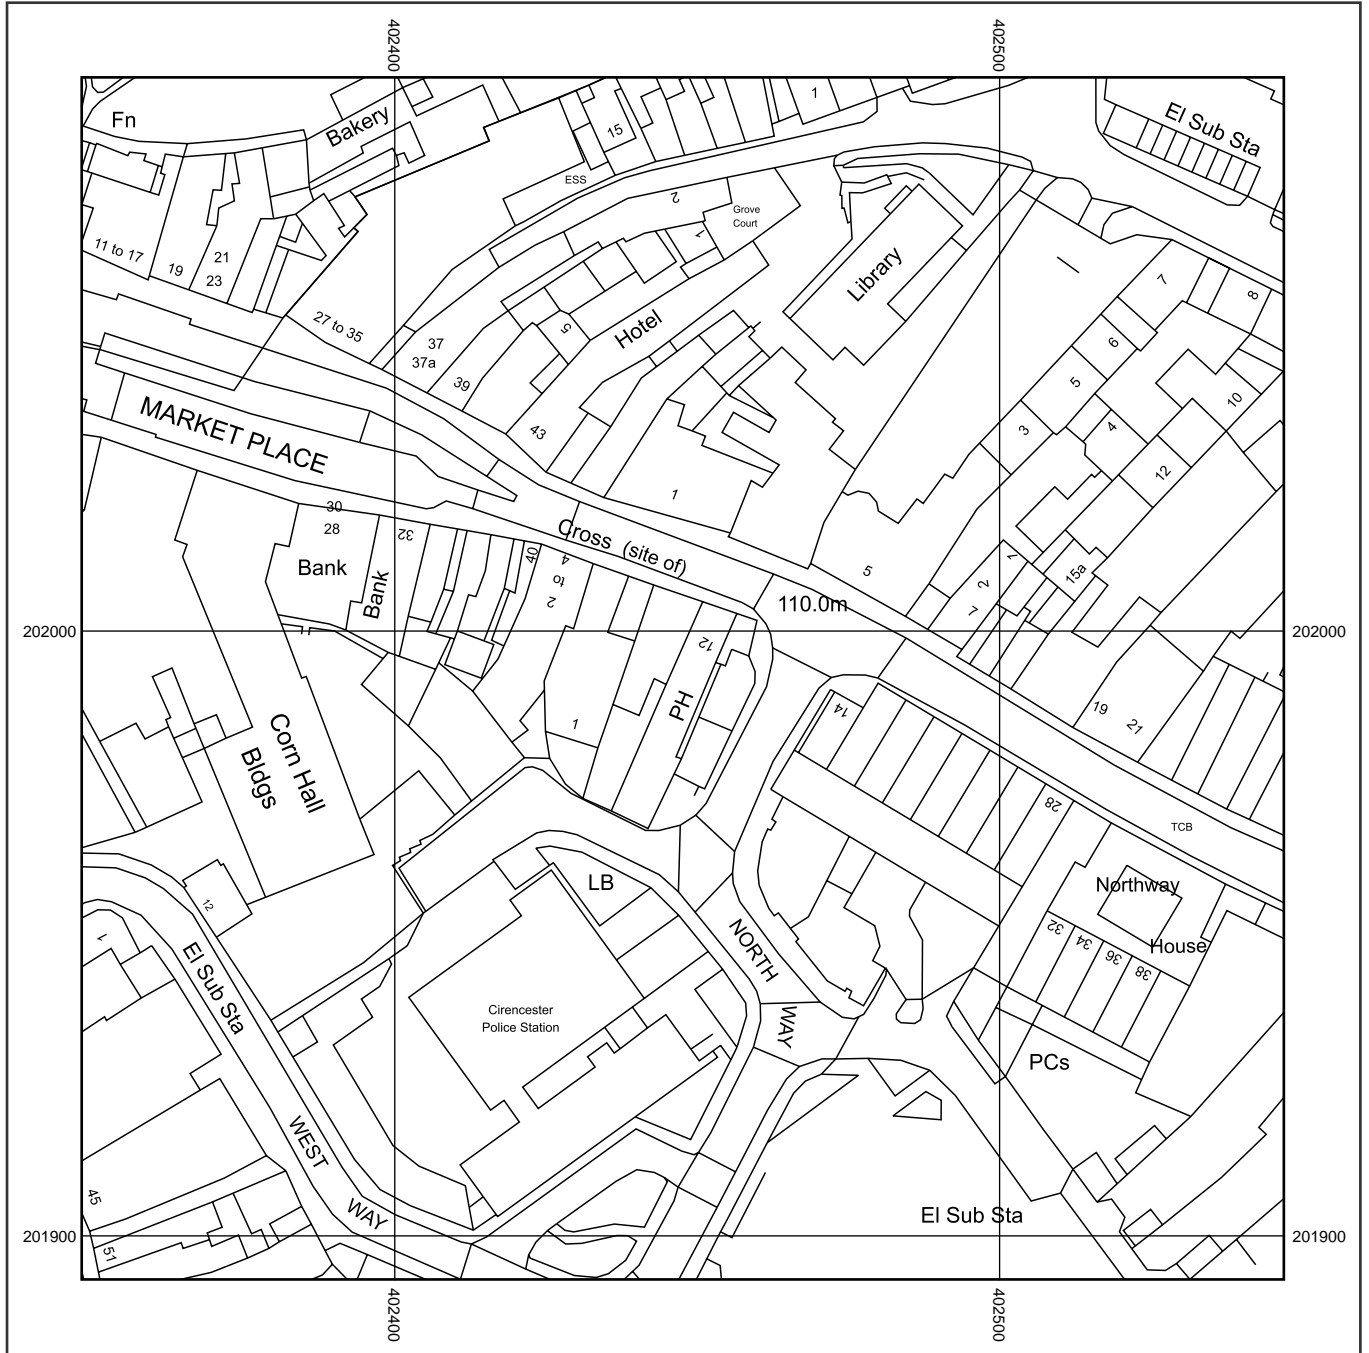 402400
402500
Fn
Bakery
15
1
El Sub Sta
ESS
2
Grove
Court
1
11 to 17
19
21
23
Library
7
8
27 to 35
37
37a
39
5
Hotel
6
5
10
MARKET PLACE
43
3
4
12
1
30
28
32
Bank
Bank
40
2 to 4
Cross (site of)
5
110.0m
2
7
7
15a
202000
202000
12
PH
1
14
19
21
Corn Hall
Bldgs
28
TCB
LB
Northway
House
12
1
El Sub Sta
NORTH
WAY
32
34
36
38
Cirencester
Police Station
PCs
WEST
WAY
45
51
El Sub Sta
201900
201900
402400
402500